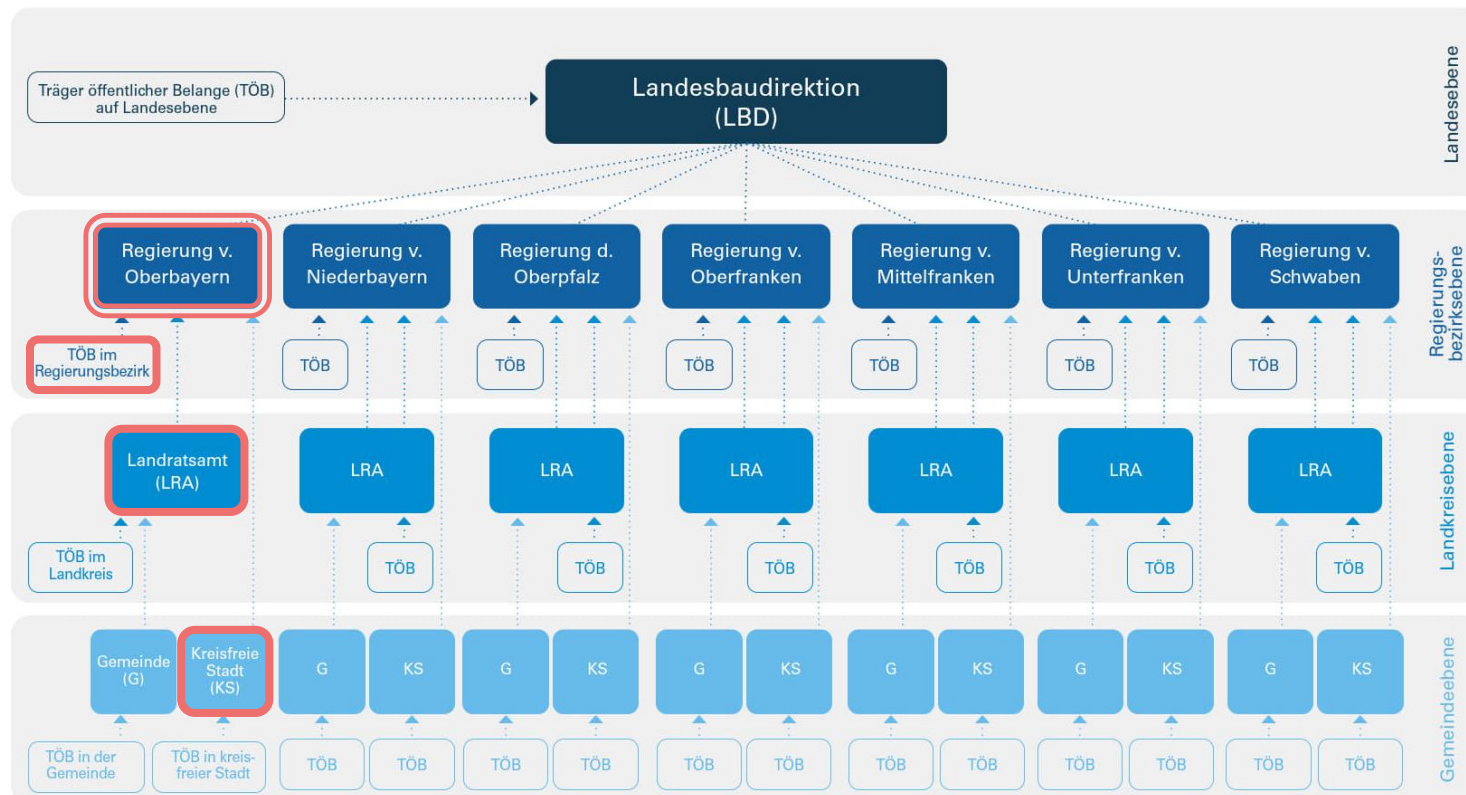 Träger öffentlicher Belange (TÖB)
auf Landesebene
Landesbaudirektion
(LBD)
Landesebene
Regierung v.
Oberbayern
Regierung v.
Niederbayern
Regierung d.
Oberpfalz
Regierung v.
Oberfranken
Regierung v.
Mittelfranken
Regierung v.
Unterfranken
Regierung v.
Schwaben
Regierungs-
bezirksebene
TÖB im
Regierungsbezirk
TÖB
TÖB
TÖB
TÖB
TÖB
TÖB
Landratsamt
(LRA)
LRA
LRA
LRA
LRA
LRA
LRA
Landkreisebene
TÖB im
Landkreis
TÖB
TÖB
TÖB
TÖB
TÖB
TÖB
Gemeinde
(G)
Kreisfreie
Stadt
(KS)
G
KS
G
KS
G
KS
G
KS
G
KS
G
KS
Gemeindeebene
TÖB in der
Gemeinde
TÖB in kreis-
freier Stadt
TÖB
TÖB
TÖB
TÖB
TÖB
TÖB
TÖB
TÖB
TÖB
TÖB
TÖB
TÖB